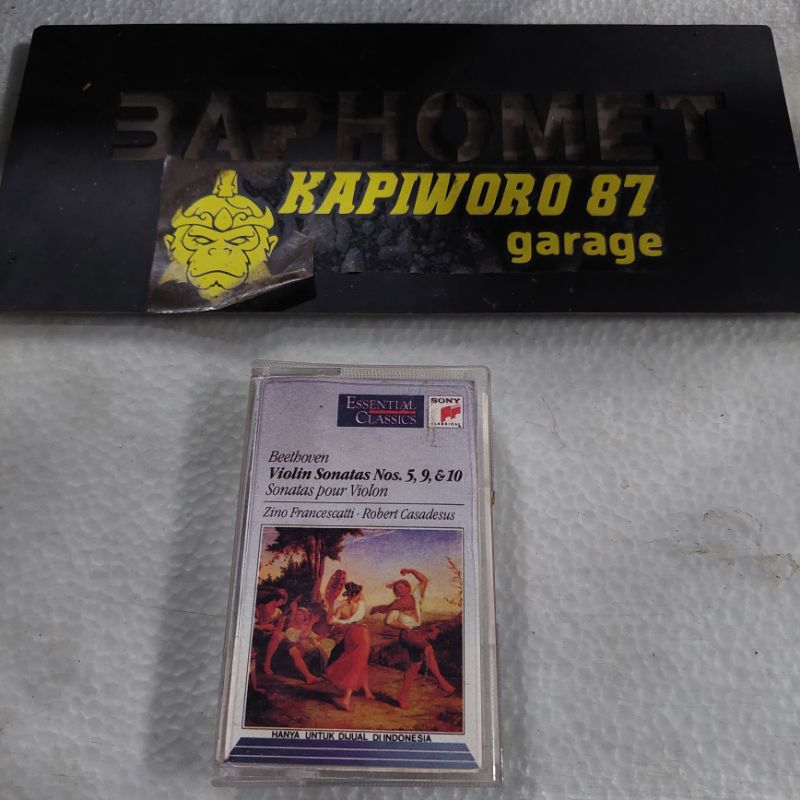 BAPHOMET
KAPIWORO 87
garage
ESSENTIAL
CLASSICS
SONY
CLASSICAL
Beethoven
Violin Sonatas Nos. 5, 9, & 10
Sonatas pour Violon
Zino Francescatti · Robert Casadesus
HANYA UNTUK DIJUAL DI INDONESIA